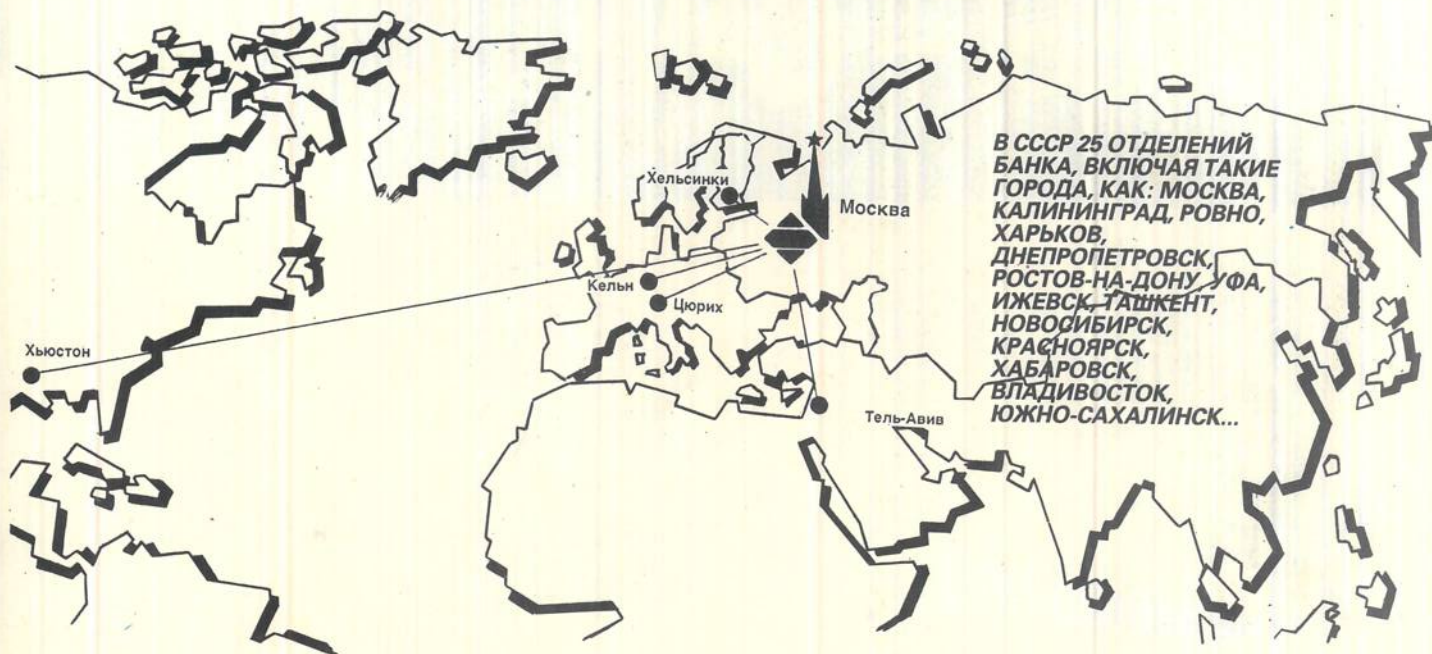 В СССР 25 ОТДЕЛЕНИЙ
БАНКА, ВКЛЮЧАЯ ТАКИЕ
ГОРОДА, КАК: МОСКВА,
КАЛИНИНГРАД, РОВНО,
ХАРЬКОВ,
ДНЕПРОПЕТРОВСК,
РОСТОВ-НА-ДОНУ, УФА,
ИЖЕВСК, ТАШКЕНТ,
НОВОСИБИРСК,
КРАСНОЯРСК,
ХАБАРОВСК,
ВЛАДИВОСТОК,
ЮЖНО-САХАЛИНСК...
Хельсинки
Москва
Кельн
Цюрих
Хьюстон
Тель-Авив